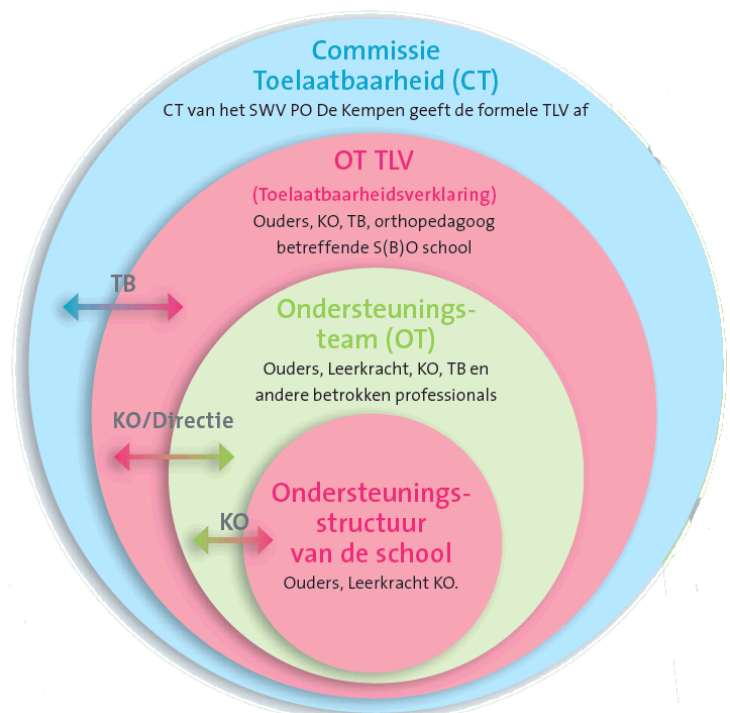 Commissie
Toelaatbaarheid (CT)
CT van het SWV PO De Kempen geeft de formele TLV af
OT TLV
(Toelaatbaarheidsverklaring)
Ouders, KO, TB, orthopedagoog
betreffende S(B)O school
TB
Ondersteunings-
team (OT)
Ouders, Leerkracht, KO, TB en
andere betrokken professionals
KO/Directie
Ondersteunings-
structuur
van de school
Ouders, Leerkracht KO.
KO